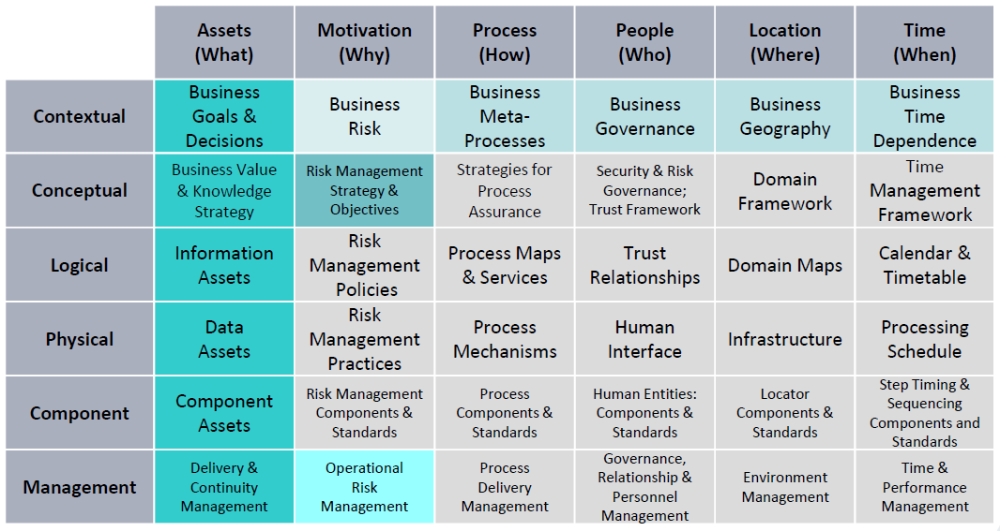 Assets
(What)
Motivation
(Why)
Process
(How)
People
(Who)
Location
(Where)
Time
(When)
Contextual
Business
Goals &
Decisions
Business
Risk
Business
Meta-
Processes
Business
Governance
Business
Geography
Business
Time
Dependence
Conceptual
Business Value
& Knowledge
Strategy
Risk Management
Strategy &
Objectives
Strategies for
Process
Assurance
Security & Risk
Governance;
Trust Framework
Domain
Framework
Time
Management
Framework
Logical
Information
Assets
Risk
Management
Policies
Process Maps
& Services
Trust
Relationships
Domain Maps
Calendar &
Timetable
Physical
Data
Assets
Risk
Management
Practices
Process
Mechanisms
Human
Interface
Infrastructure
Processing
Schedule
Component
Component
Assets
Risk Management
Components &
Standards
Process
Components &
Standards
Human Entities:
Components &
Standards
Locator
Components &
Standards
Step Timing &
Sequencing
Components and
Standards
Management
Delivery &
Continuity
Management
Operational
Risk
Management
Process
Delivery
Management
Governance,
Relationship &
Personnel
Management
Environment
Management
Time &
Performance
Management